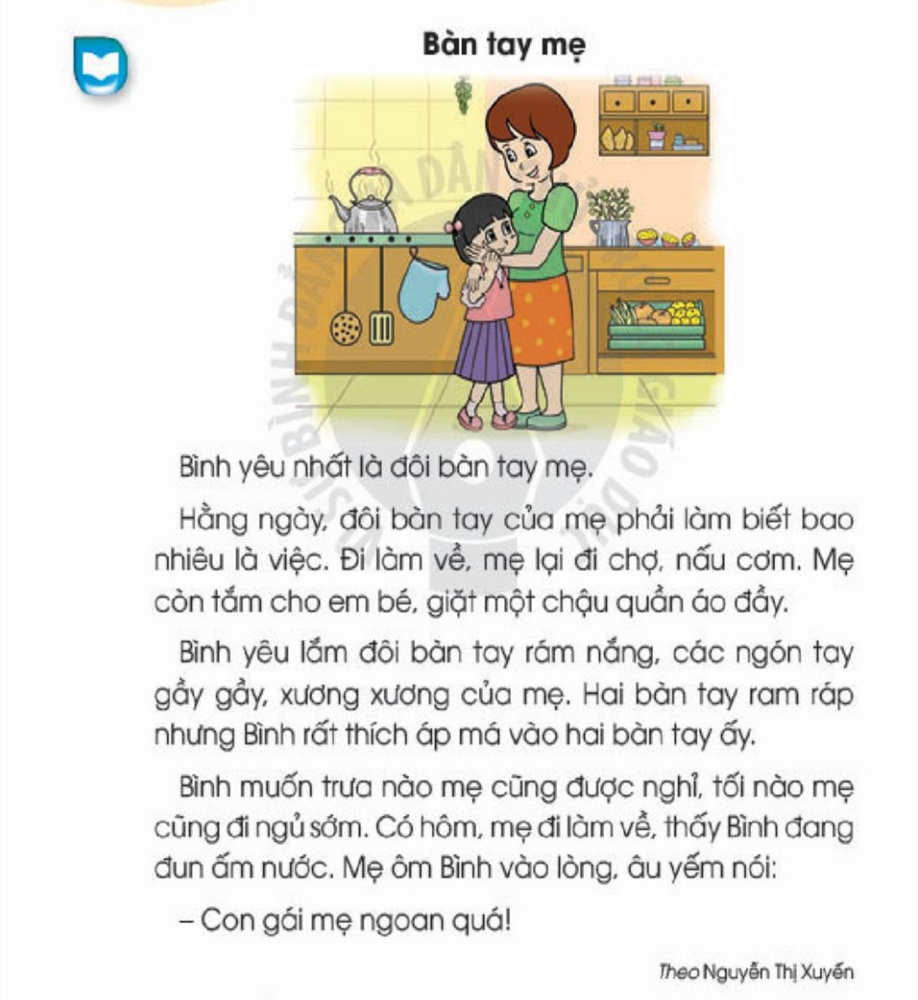 Bàn tay mẹ
Bình yêu nhất là đôi bàn tay mẹ.
Hằng ngày, đôi bàn tay của mẹ phải làm biết bao
nhiêu là việc. Đi làm về, mẹ lại đi chợ, nấu cơm. Mẹ
còn tắm cho em bé, giặt một chậu quần áo đầy.
Bình yêu lắm đôi bàn tay rám nắng, các ngón tay
gầy gầy, xương xương của mẹ. Hai bàn tay ram ráp
nhưng Bình rất thích áp má vào hai bàn tay ấy.
Bình muốn trưa nào mẹ cũng được nghỉ, tối nào mẹ
cũng đi ngủ sớm. Có hôm, mẹ đi làm về, thấy Bình đang
đun ấm nước. Mẹ ôm Bình vào lòng, âu yếm nói:
– Con gái mẹ ngoan quá!
Theo Nguyễn Thị Xuyến